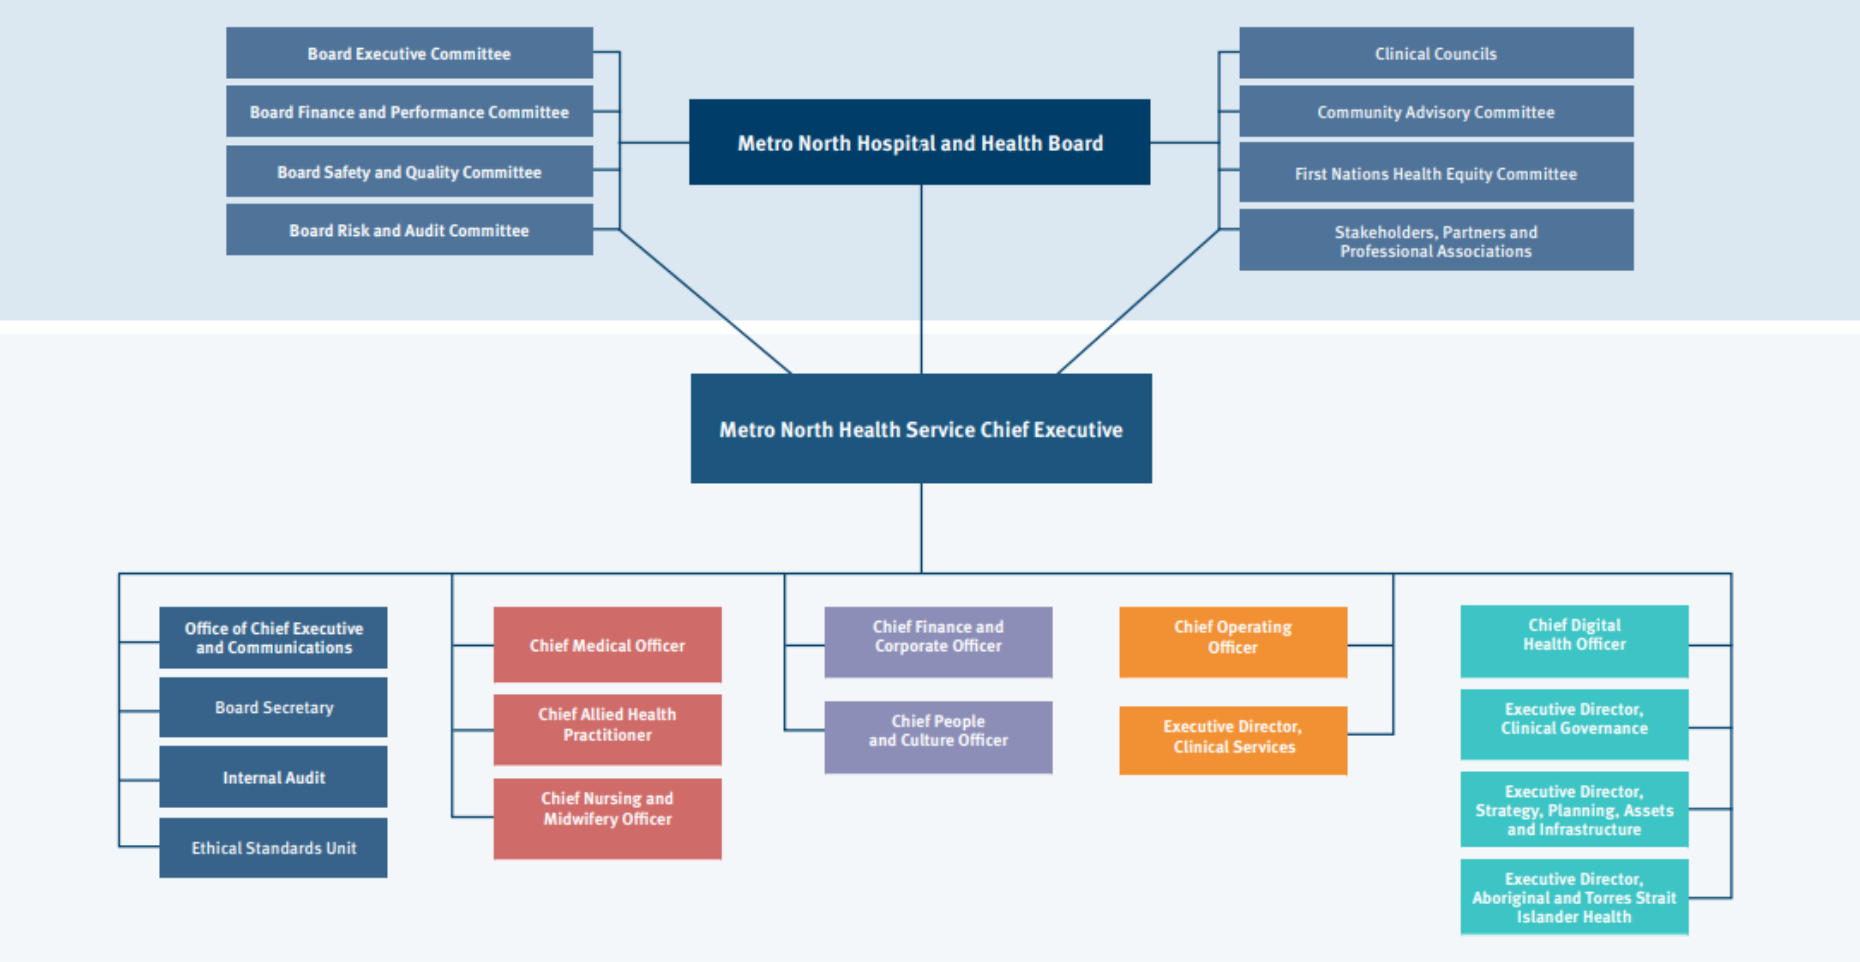 Board Executive Committee
Board Finance and Performance Committee
Board Safety and Quality Committee
Board Risk and Audit Committee
Metro North Hospital and Health Board
Clinical Councils
Community Advisory Committee
First Nations Health Equity Committee
Stakeholders, Partners and
Professional Associations
Metro North Health Service Chief Executive
Office of Chief Executive
and Communications
Board Secretary
Internal Audit
Ethical Standards Unit
Chief Medical Officer
Chief Allied Health
Practitioner
Chief Nursing and
Midwifery Officer
Chief Finance and
Corporate Officer
Chief People
and Culture Officer
Chief Operating
Officer
Executive Director,
Clinical Services
Chief Digital
Health Officer
Executive Director,
Clinical Governance
Executive Director,
Strategy, Planning, Assets
and Infrastructure
Executive Director,
Aboriginal and Torres Strait
Islander Health